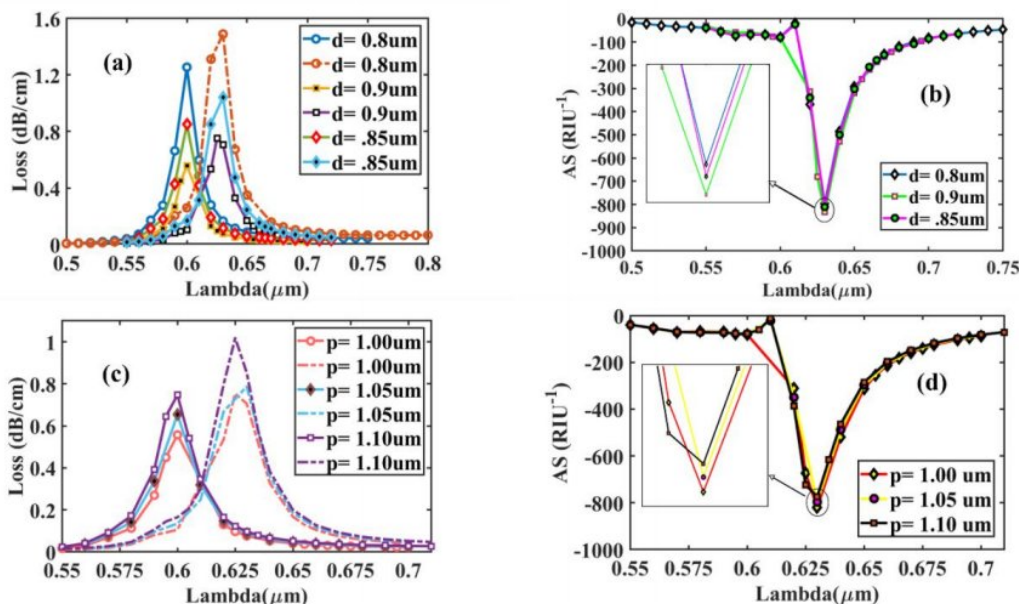 1.6
1.2
0.8
0.4
0
Loss (dB/cm)
(a)
d= 0.8um
d= 0.8um
d= 0.9um
d= 0.9um
d= .85um
d= .85um
0.5 0.55 0.6 0.65 0.7 0.75 0.8
Lambda(μm)
0
-100
-200
-300
-400
-500
-600
-700
-800
-900
-1000
AS (RIU⁻¹)
(b)
d= 0.8um
d= 0.9um
d= .85um
0.5 0.55 0.6 0.65 0.7 0.75
Lambda(μm)
1
0.8
0.6
0.4
0.2
0
Loss (dB/cm)
(c)
p= 1.00um
p= 1.00um
p= 1.05um
p= 1.05um
p= 1.10um
p= 1.10um
0.55 0.575 0.6 0.625 0.65 0.675 0.7
Lambda(μm)
0
-200
-400
-600
-800
-1000
AS (RIU⁻¹)
(d)
p= 1.00 um
p= 1.05 um
p= 1.10 um
0.55 0.575 0.6 0.625 0.65 0.675 0.7
Lambda(μm)